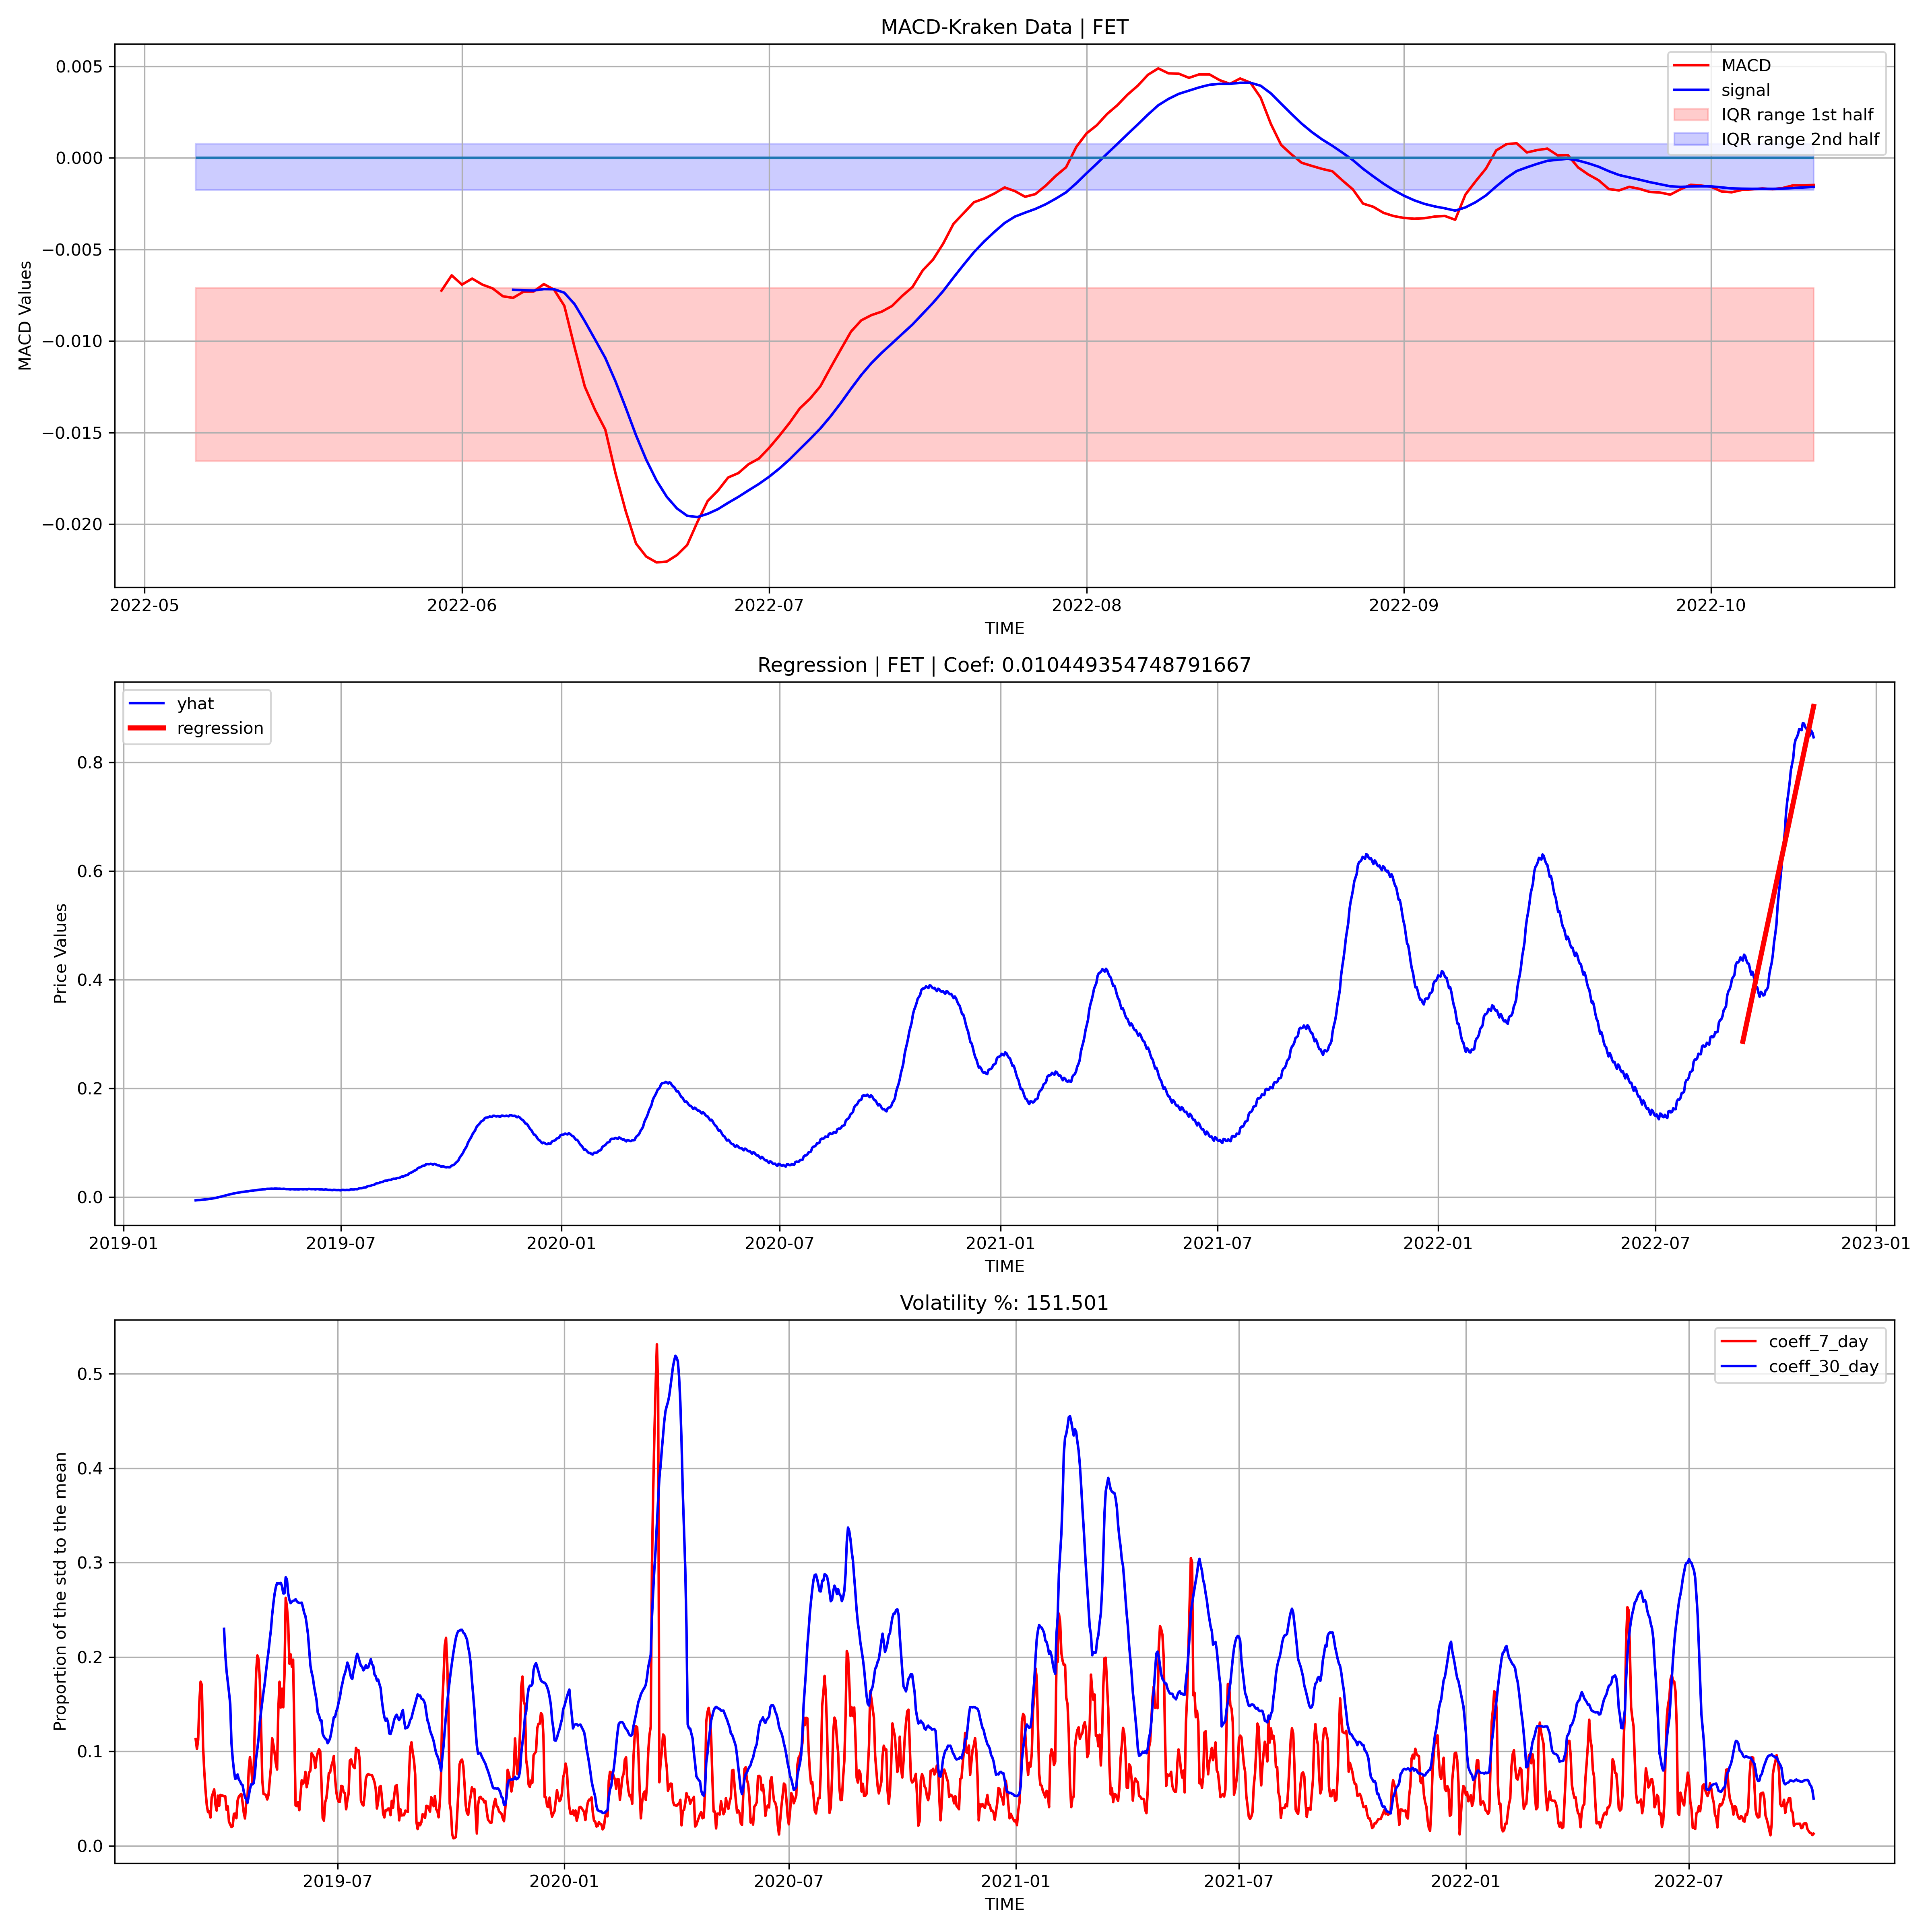 MACD-Kraken Data | FET
MACD Values
0.005
0.000
−0.005
−0.010
−0.015
−0.020
MACD
signal
IQR range 1st half
IQR range 2nd half
2022-05 2022-06 2022-07 2022-08 2022-09 2022-10
TIME
Regression | FET | Coef: 0.010449354748791667
Price Values
0.8
0.6
0.4
0.2
0.0
yhat
regression
2019-01 2019-07 2020-01 2020-07 2021-01 2021-07 2022-01 2022-07 2023-01
TIME
Volatility %: 151.501
Proportion of the std to the mean
0.5
0.4
0.3
0.2
0.1
0.0
coeff_7_day
coeff_30_day
2019-07 2020-01 2020-07 2021-01 2021-07 2022-01 2022-07
TIME